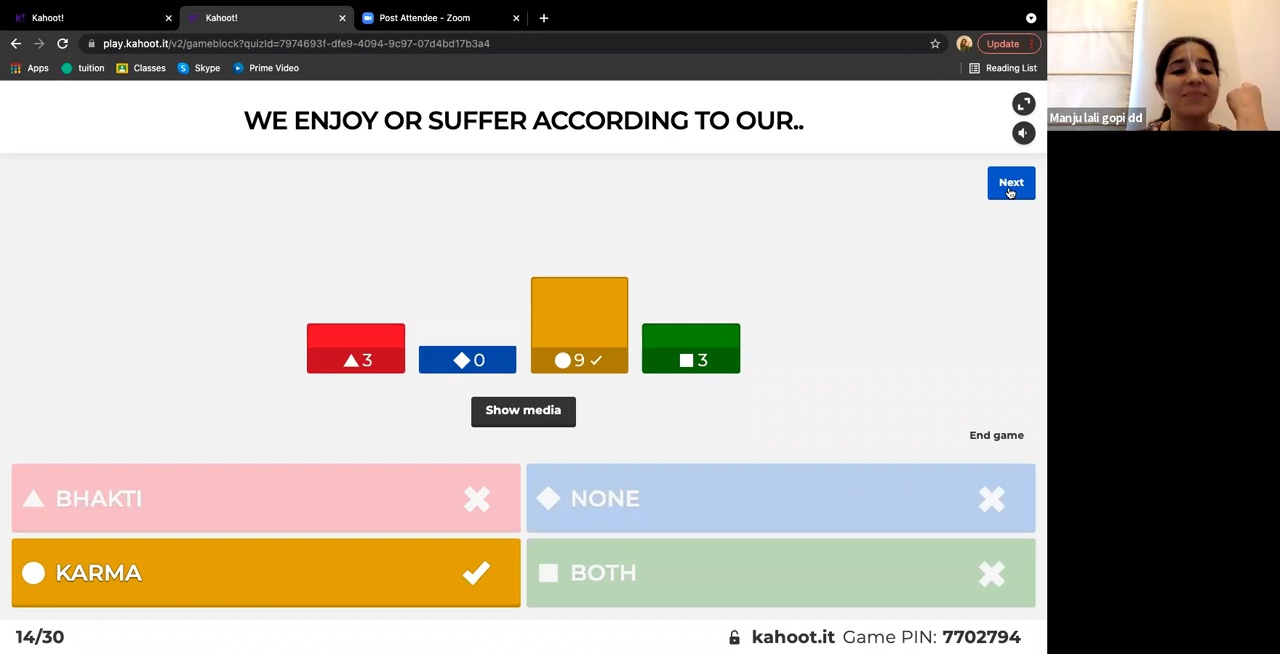 Kahoot!
Kahoot!
Post Attendee - Zoom
play.kahoot.it/v2/gameblock?quizId=7974693f-dfe9-4094-9c97-07d4bd17b3a4
Update
Apps
tuition
Classes
Skype
Prime Video
Reading List
WE ENJOY OR SUFFER ACCORDING TO OUR..
Manju lali gopi dd
Next
3
0
9
3
Show media
End game
BHAKTI
NONE
KARMA
BOTH
14/30
kahoot.it Game PIN: 7702794